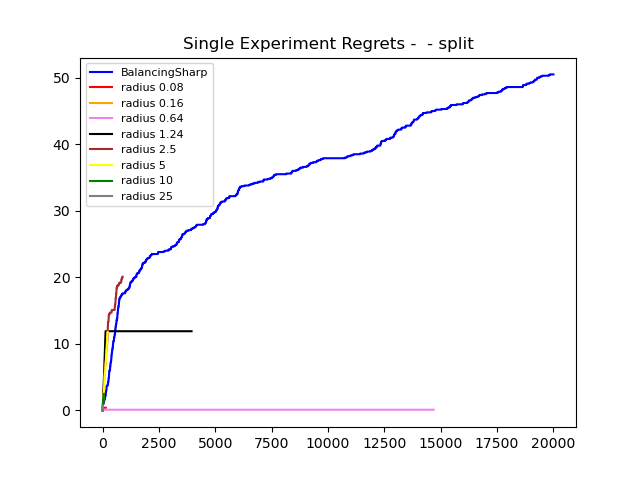 Single Experiment Regrets -  - split
BalancingSharp
radius 0.08
radius 0.16
radius 0.64
radius 1.24
radius 2.5
radius 5
radius 10
radius 25
50
40
30
20
10
0
0 2500 5000 7500 10000 12500 15000 17500 20000